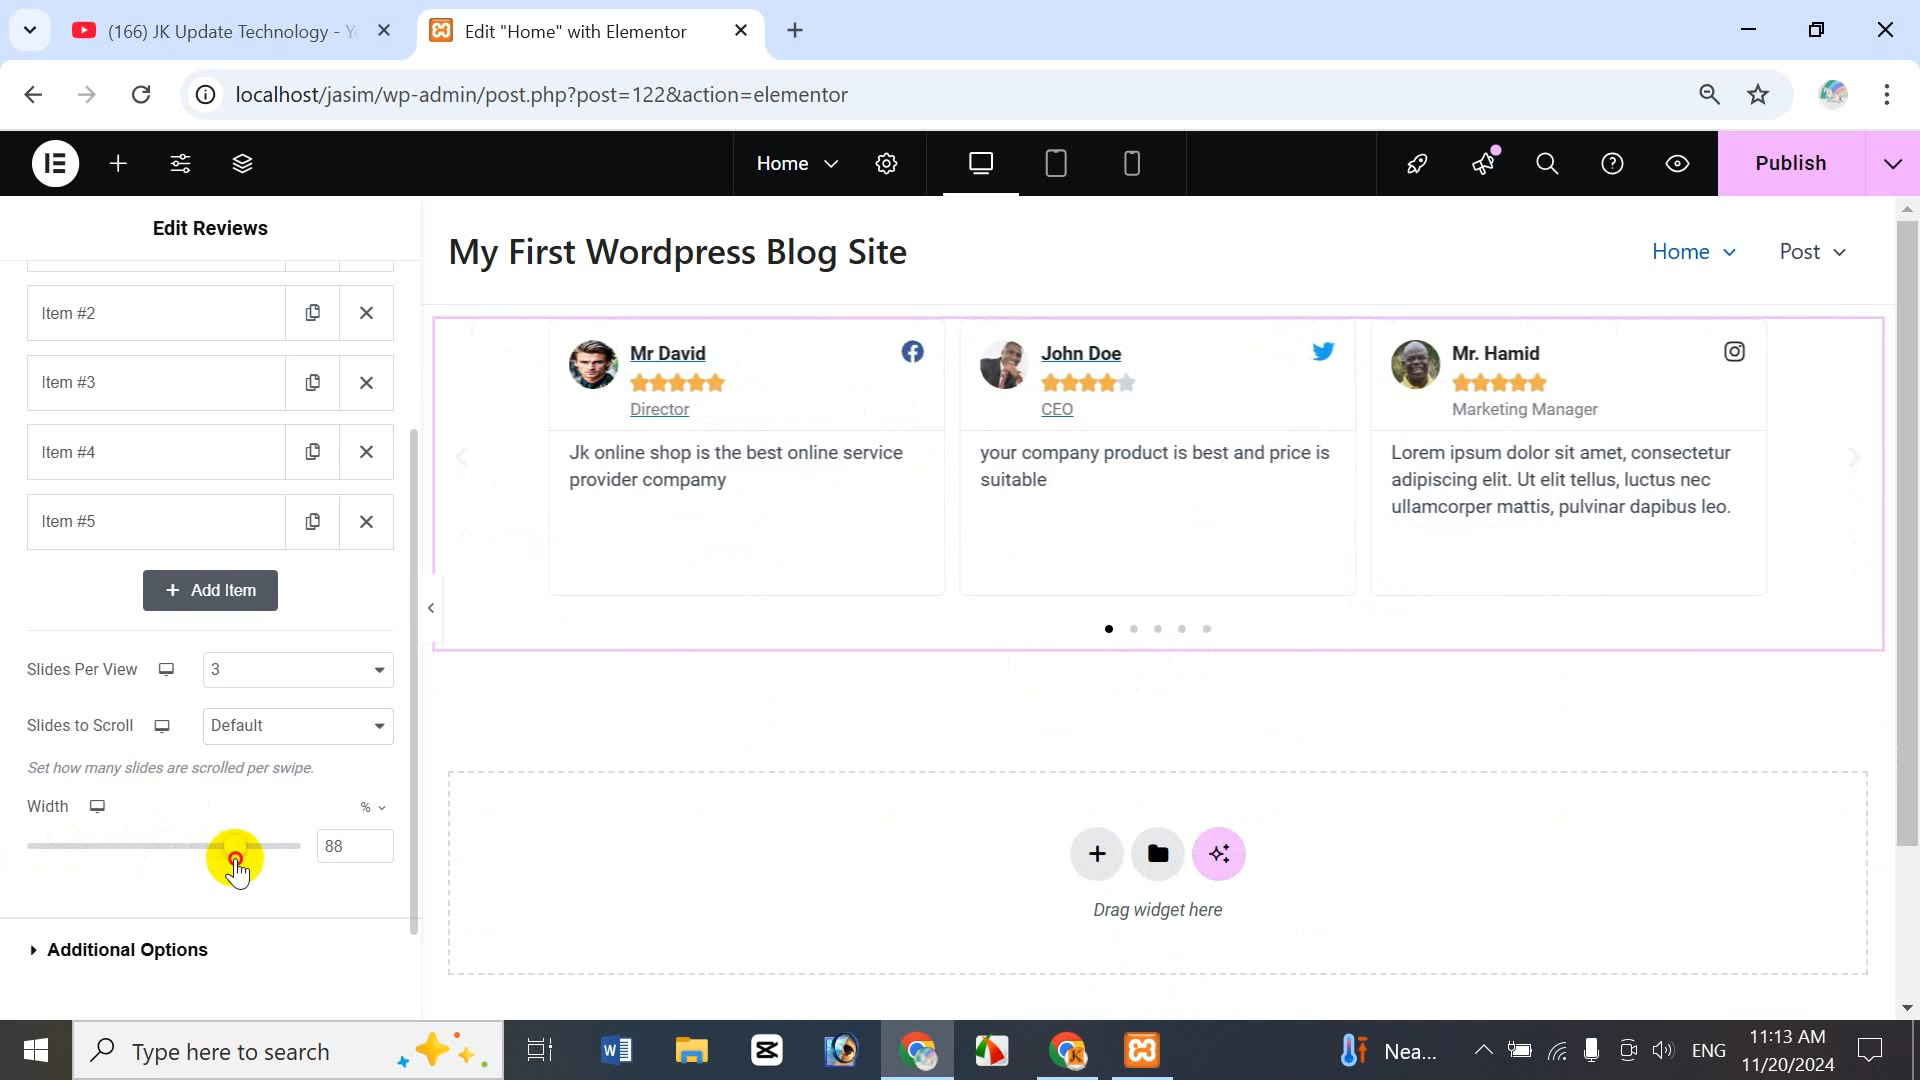 (166) JK Update Technology - Y
Edit "Home" with Elementor
localhost/jasim/wp-admin/post.php?post=122&action=elementor
Home
Publish
Edit Reviews
My First Wordpress Blog Site
Home
Post
Item #2
Item #3
Item #4
Item #5
Add Item
Slides Per View
3
Slides to Scroll
Default
Set how many slides are scrolled per swipe.
Width
%
88
Additional Options
Mr David
Director
Jk online shop is the best online service
provider compamy
John Doe
CEO
your company product is best and price is
suitable
Mr. Hamid
Marketing Manager
Lorem ipsum dolor sit amet, consectetur
adipiscing elit. Ut elit tellus, luctus nec
ullamcorper mattis, pulvinar dapibus leo.
Drag widget here
Type here to search
Nea...
ENG
11:13 AM
11/20/2024